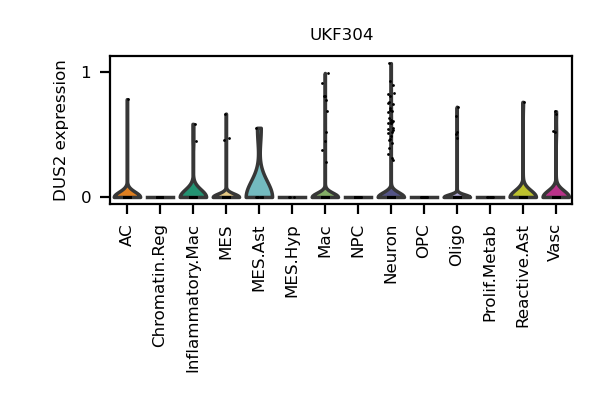 UKF304
DUS2 expression
1
0
AC
Chromatin.Reg
Inflammatory.Mac
MES
MES.Ast
MES.Hyp
Mac
NPC
Neuron
OPC
Oligo
Prolif.Metab
Reactive.Ast
Vasc